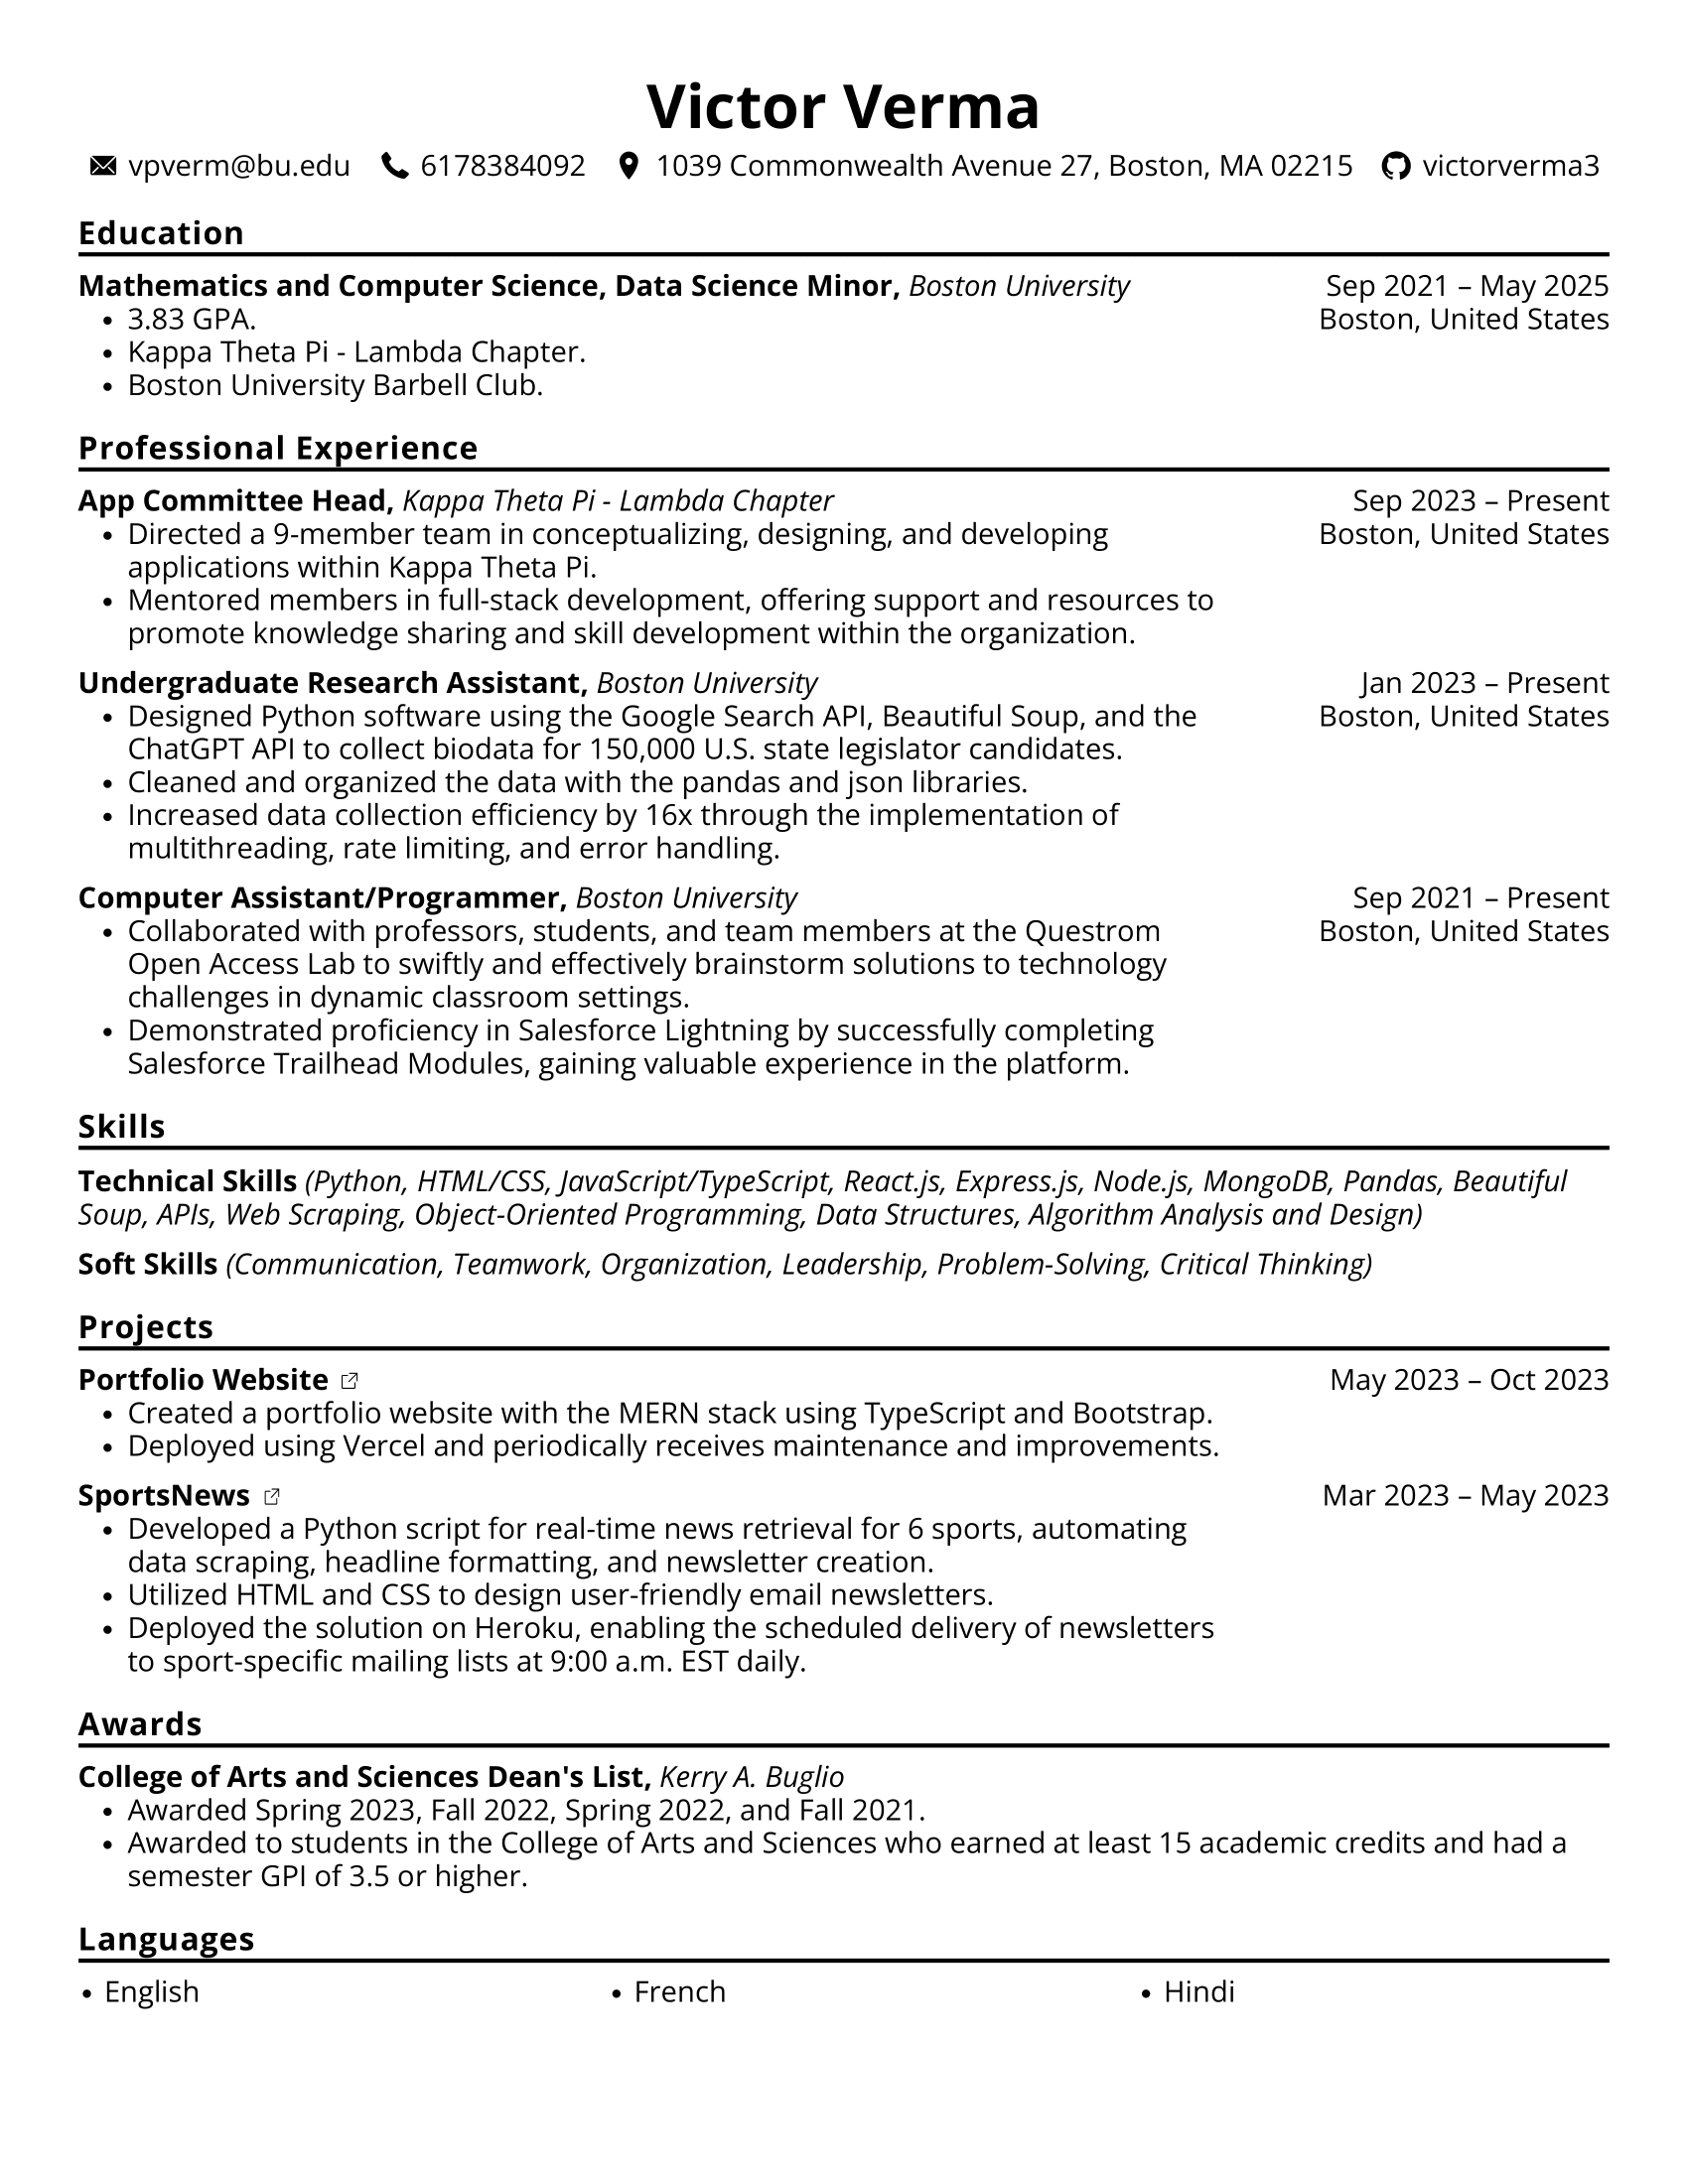 Victor Verma
vpverm@bu.edu 6178384092 1039 Commonwealth Avenue 27, Boston, MA 02215 victorverma3
Education
Mathematics and Computer Science, Data Science Minor, Boston University Sep 2021 – May 2025
• 3.83 GPA. Boston, United States
• Kappa Theta Pi - Lambda Chapter.
• Boston University Barbell Club.
Professional Experience
App Committee Head, Kappa Theta Pi - Lambda Chapter Sep 2023 – Present
• Directed a 9-member team in conceptualizing, designing, and developing Boston, United States
applications within Kappa Theta Pi.
• Mentored members in full-stack development, offering support and resources to
promote knowledge sharing and skill development within the organization.
Undergraduate Research Assistant, Boston University Jan 2023 – Present
• Designed Python software using the Google Search API, Beautiful Soup, and the Boston, United States
ChatGPT API to collect biodata for 150,000 U.S. state legislator candidates.
• Cleaned and organized the data with the pandas and json libraries.
• Increased data collection efficiency by 16x through the implementation of
multithreading, rate limiting, and error handling.
Computer Assistant/Programmer, Boston University Sep 2021 – Present
• Collaborated with professors, students, and team members at the Questrom Boston, United States
Open Access Lab to swiftly and effectively brainstorm solutions to technology
challenges in dynamic classroom settings.
• Demonstrated proficiency in Salesforce Lightning by successfully completing
Salesforce Trailhead Modules, gaining valuable experience in the platform.
Skills
Technical Skills (Python, HTML/CSS, JavaScript/TypeScript, React.js, Express.js, Node.js, MongoDB, Pandas, Beautiful
Soup, APIs, Web Scraping, Object-Oriented Programming, Data Structures, Algorithm Analysis and Design)
Soft Skills (Communication, Teamwork, Organization, Leadership, Problem-Solving, Critical Thinking)
Projects
Portfolio Website May 2023 – Oct 2023
• Created a portfolio website with the MERN stack using TypeScript and Bootstrap.
• Deployed using Vercel and periodically receives maintenance and improvements.
SportsNews Mar 2023 – May 2023
• Developed a Python script for real-time news retrieval for 6 sports, automating
data scraping, headline formatting, and newsletter creation.
• Utilized HTML and CSS to design user-friendly email newsletters.
• Deployed the solution on Heroku, enabling the scheduled delivery of newsletters
to sport-specific mailing lists at 9:00 a.m. EST daily.
Awards
College of Arts and Sciences Dean's List, Kerry A. Buglio
• Awarded Spring 2023, Fall 2022, Spring 2022, and Fall 2021.
• Awarded to students in the College of Arts and Sciences who earned at least 15 academic credits and had a
semester GPI of 3.5 or higher.
Languages
• English • French • Hindi